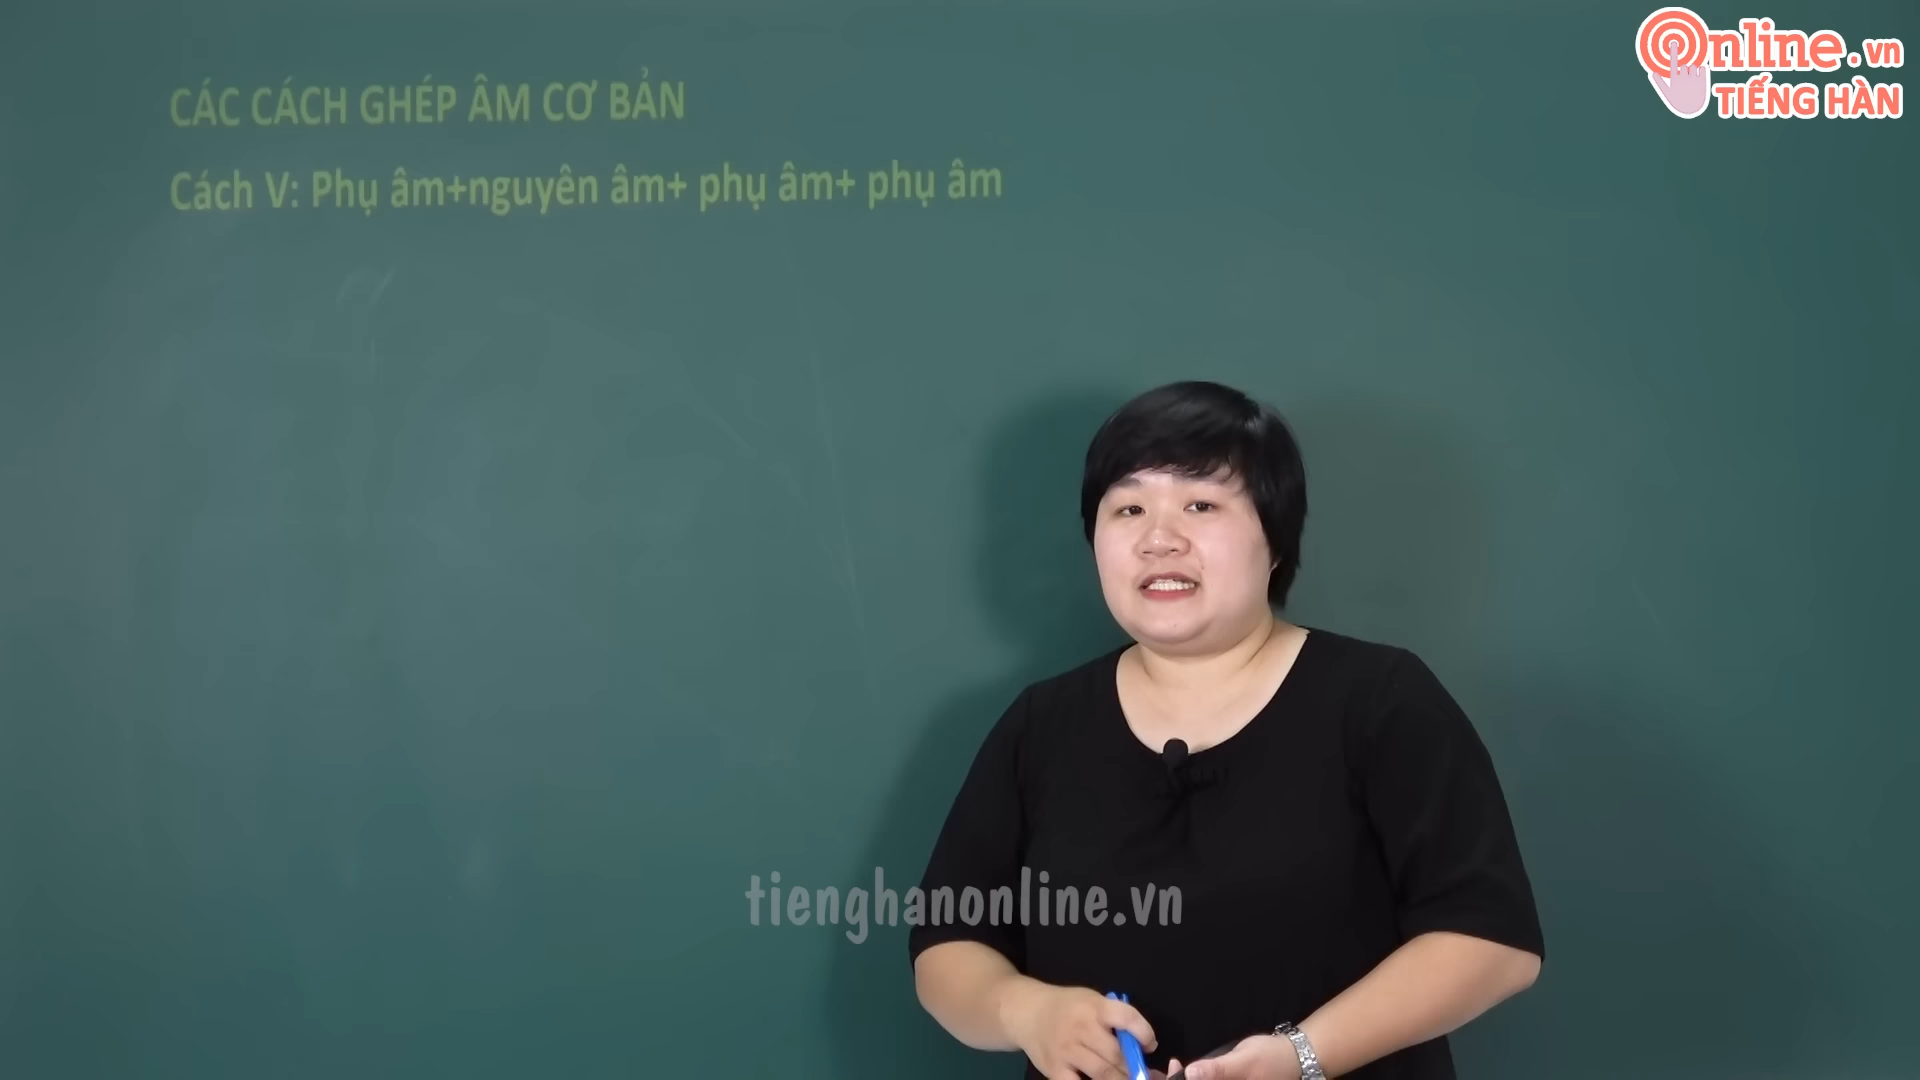 Online.vn
TIẾNG HÀN
CÁC CÁCH GHÉP ÂM CƠ BẢN
Cách V: Phụ âm+nguyên âm+ phụ âm+ phụ âm
tienghanonline.vn